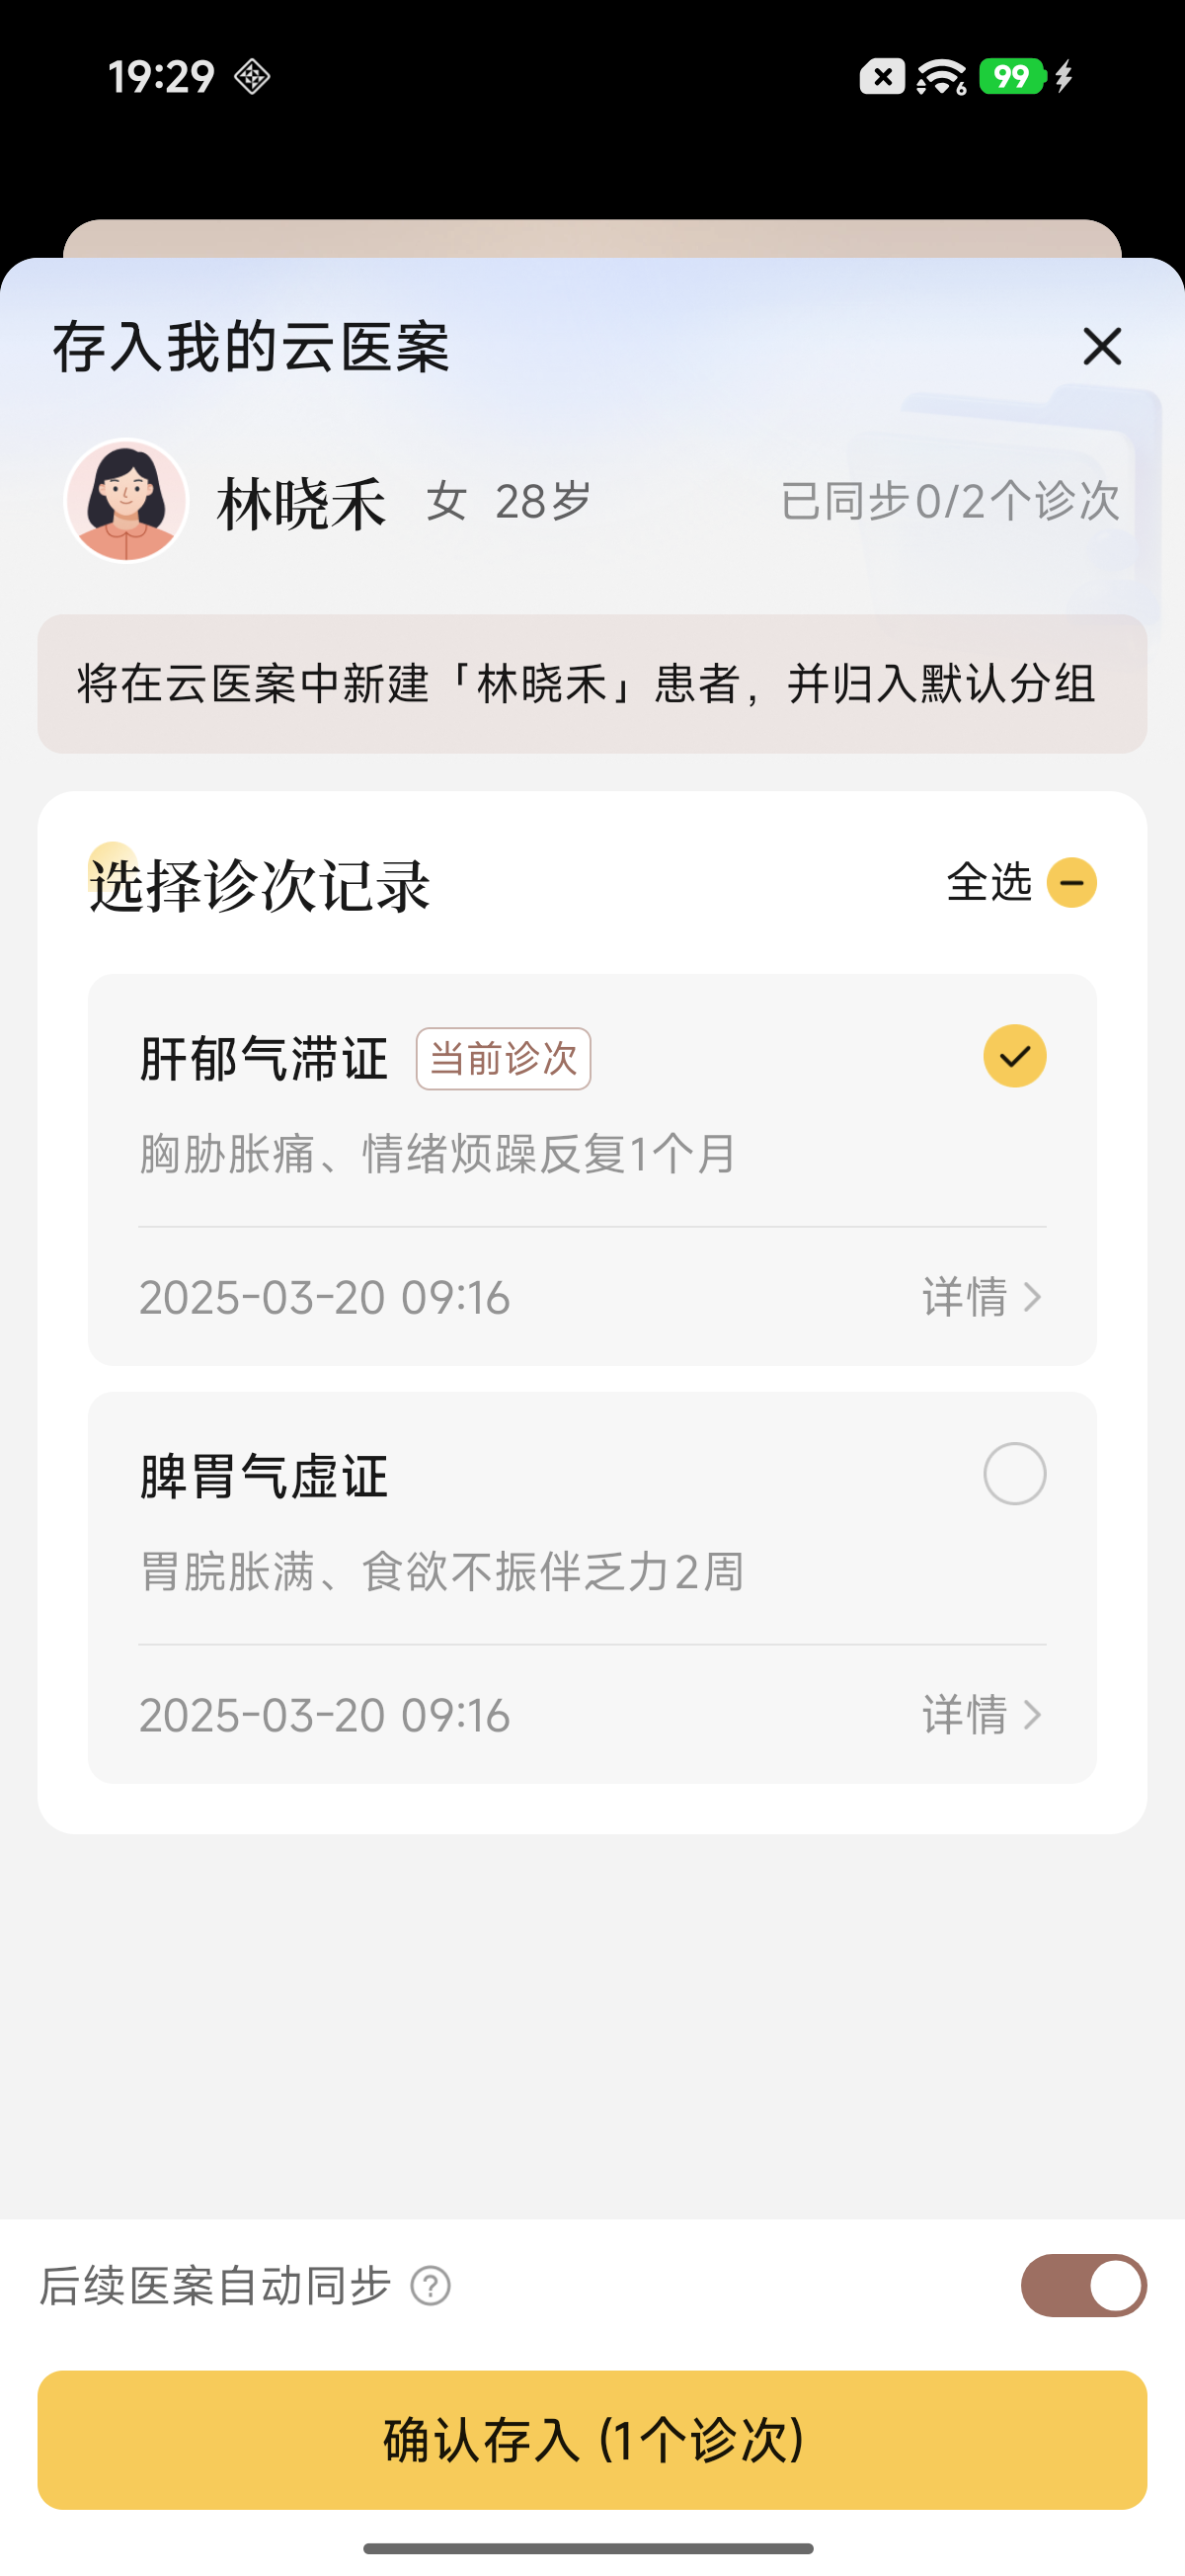 19:29
6
99
存入我的云医案
林晓禾 女 28岁 已同步0/2个诊次
将在云医案中新建「林晓禾」患者，并归入默认分组
选择诊次记录 全选
肝郁气滞证 当前诊次
胸胁胀痛、情绪烦躁反复1个月
2025-03-20 09:16 详情
脾胃气虚证
胃脘胀满、食欲不振伴乏力2周
2025-03-20 09:16 详情
后续医案自动同步 ?
确认存入 (1个诊次)